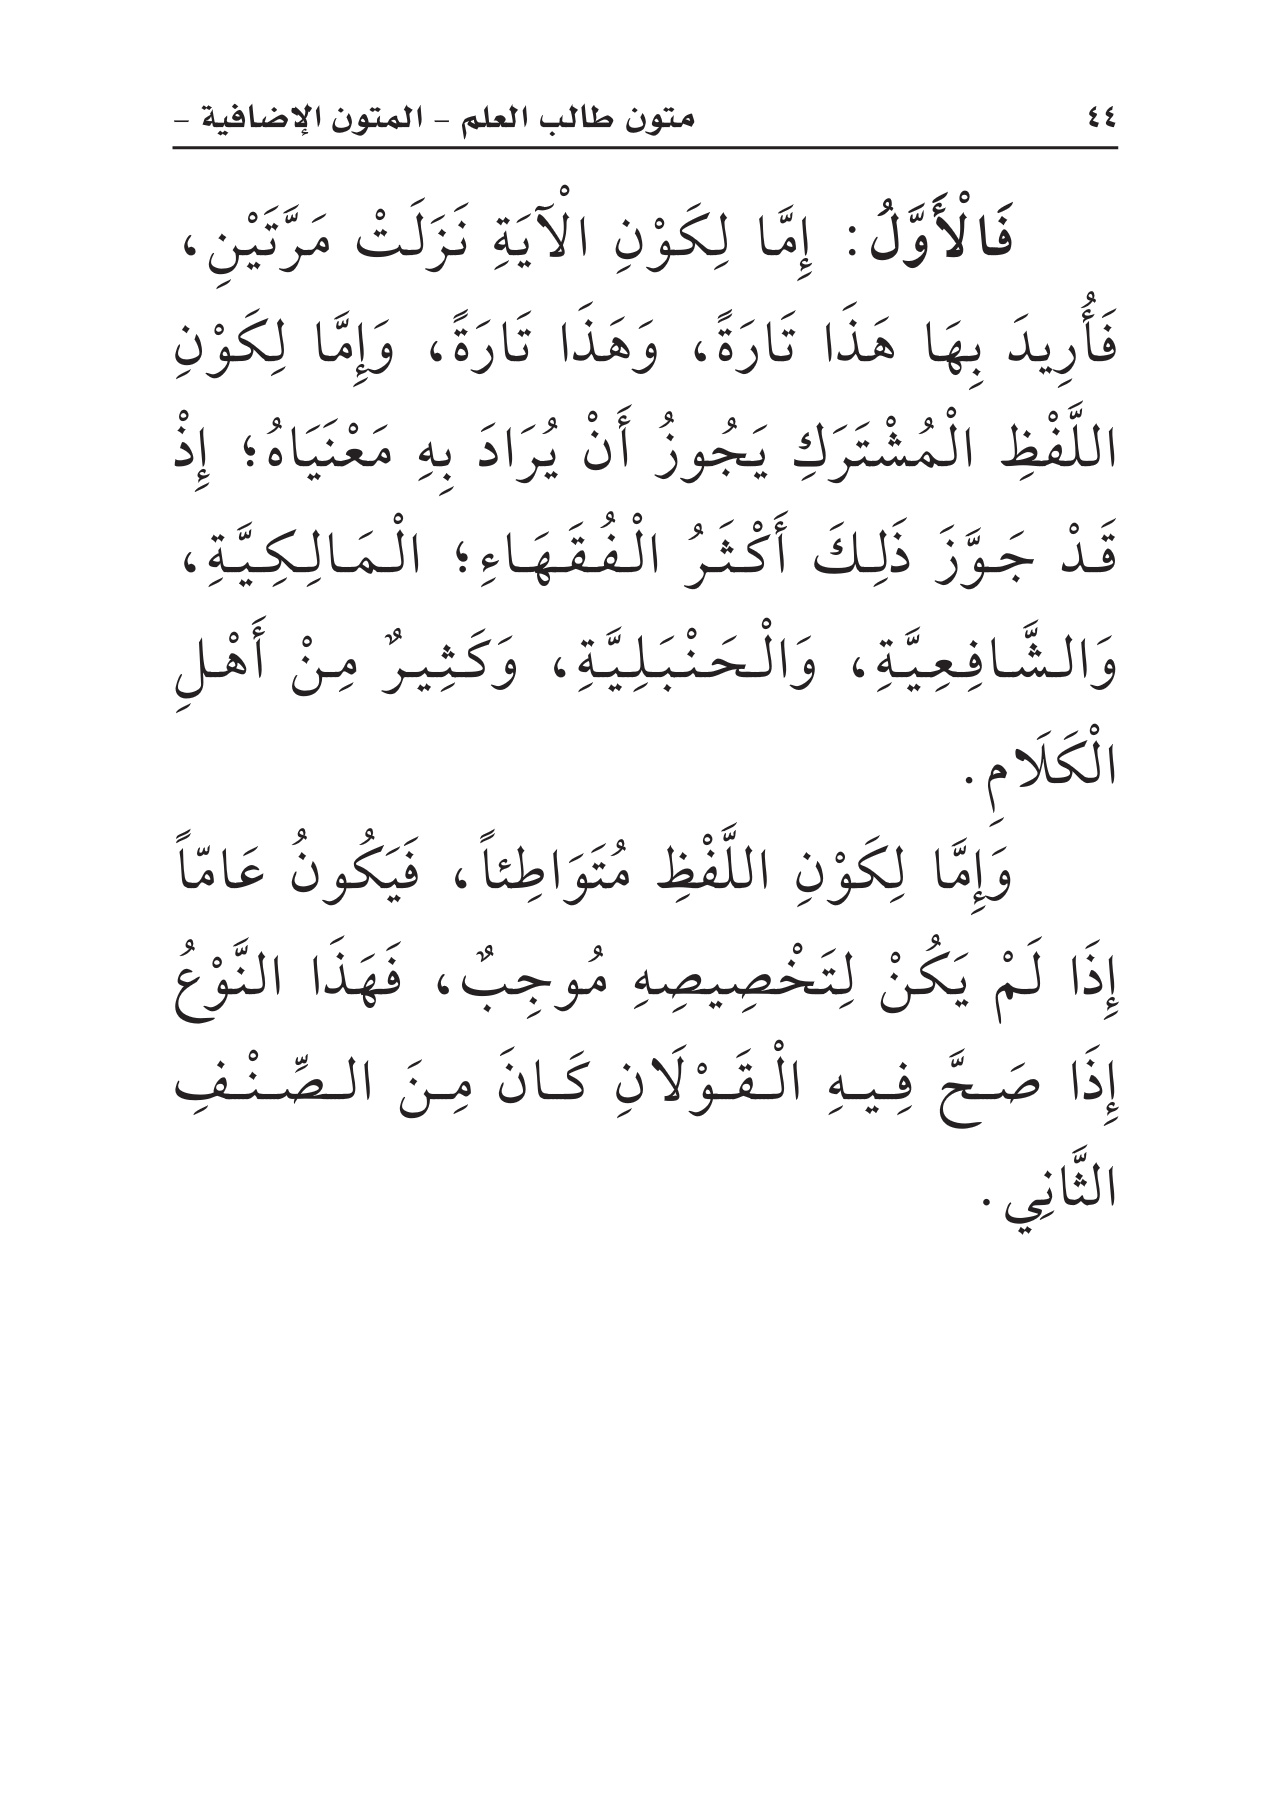 ٤٤ متون طالب العلم – المتون الإضافية –
فَالْأَوَّلُ: إِمَّا لِكَوْنِ الْآيَةِ نَزَلَتْ مَرَّتَيْنِ،
فَأُرِيدَ بِهَا هَذَا تَارَةً، وَهَذَا تَارَةً، وَإِمَّا لِكَوْنِ
اللَّفْظِ الْمُشْتَرَكِ يَجُوزُ أَنْ يُرَادَ بِهِ مَعْنَيَاهُ؛ إِذْ
قَدْ جَوَّزَ ذَلِكَ أَكْثَرُ الْفُقَهَاءِ؛ الْمَالِكِيَّةِ،
وَالشَّافِعِيَّةِ، وَالْحَنْبَلِيَّةِ، وَكَثِيرٌ مِنْ أَهْلِ
الْكَلَامِ.
وَإِمَّا لِكَوْنِ اللَّفْظِ مُتَوَاطِئاً، فَيَكُونُ عَامّاً
إِذَا لَمْ يَكُنْ لِتَخْصِيصِهِ مُوجِبٌ، فَهَذَا النَّوْعُ
إِذَا صَحَّ فِيهِ الْقَوْلَانِ كَانَ مِنَ الصِّنْفِ
الثَّانِي.